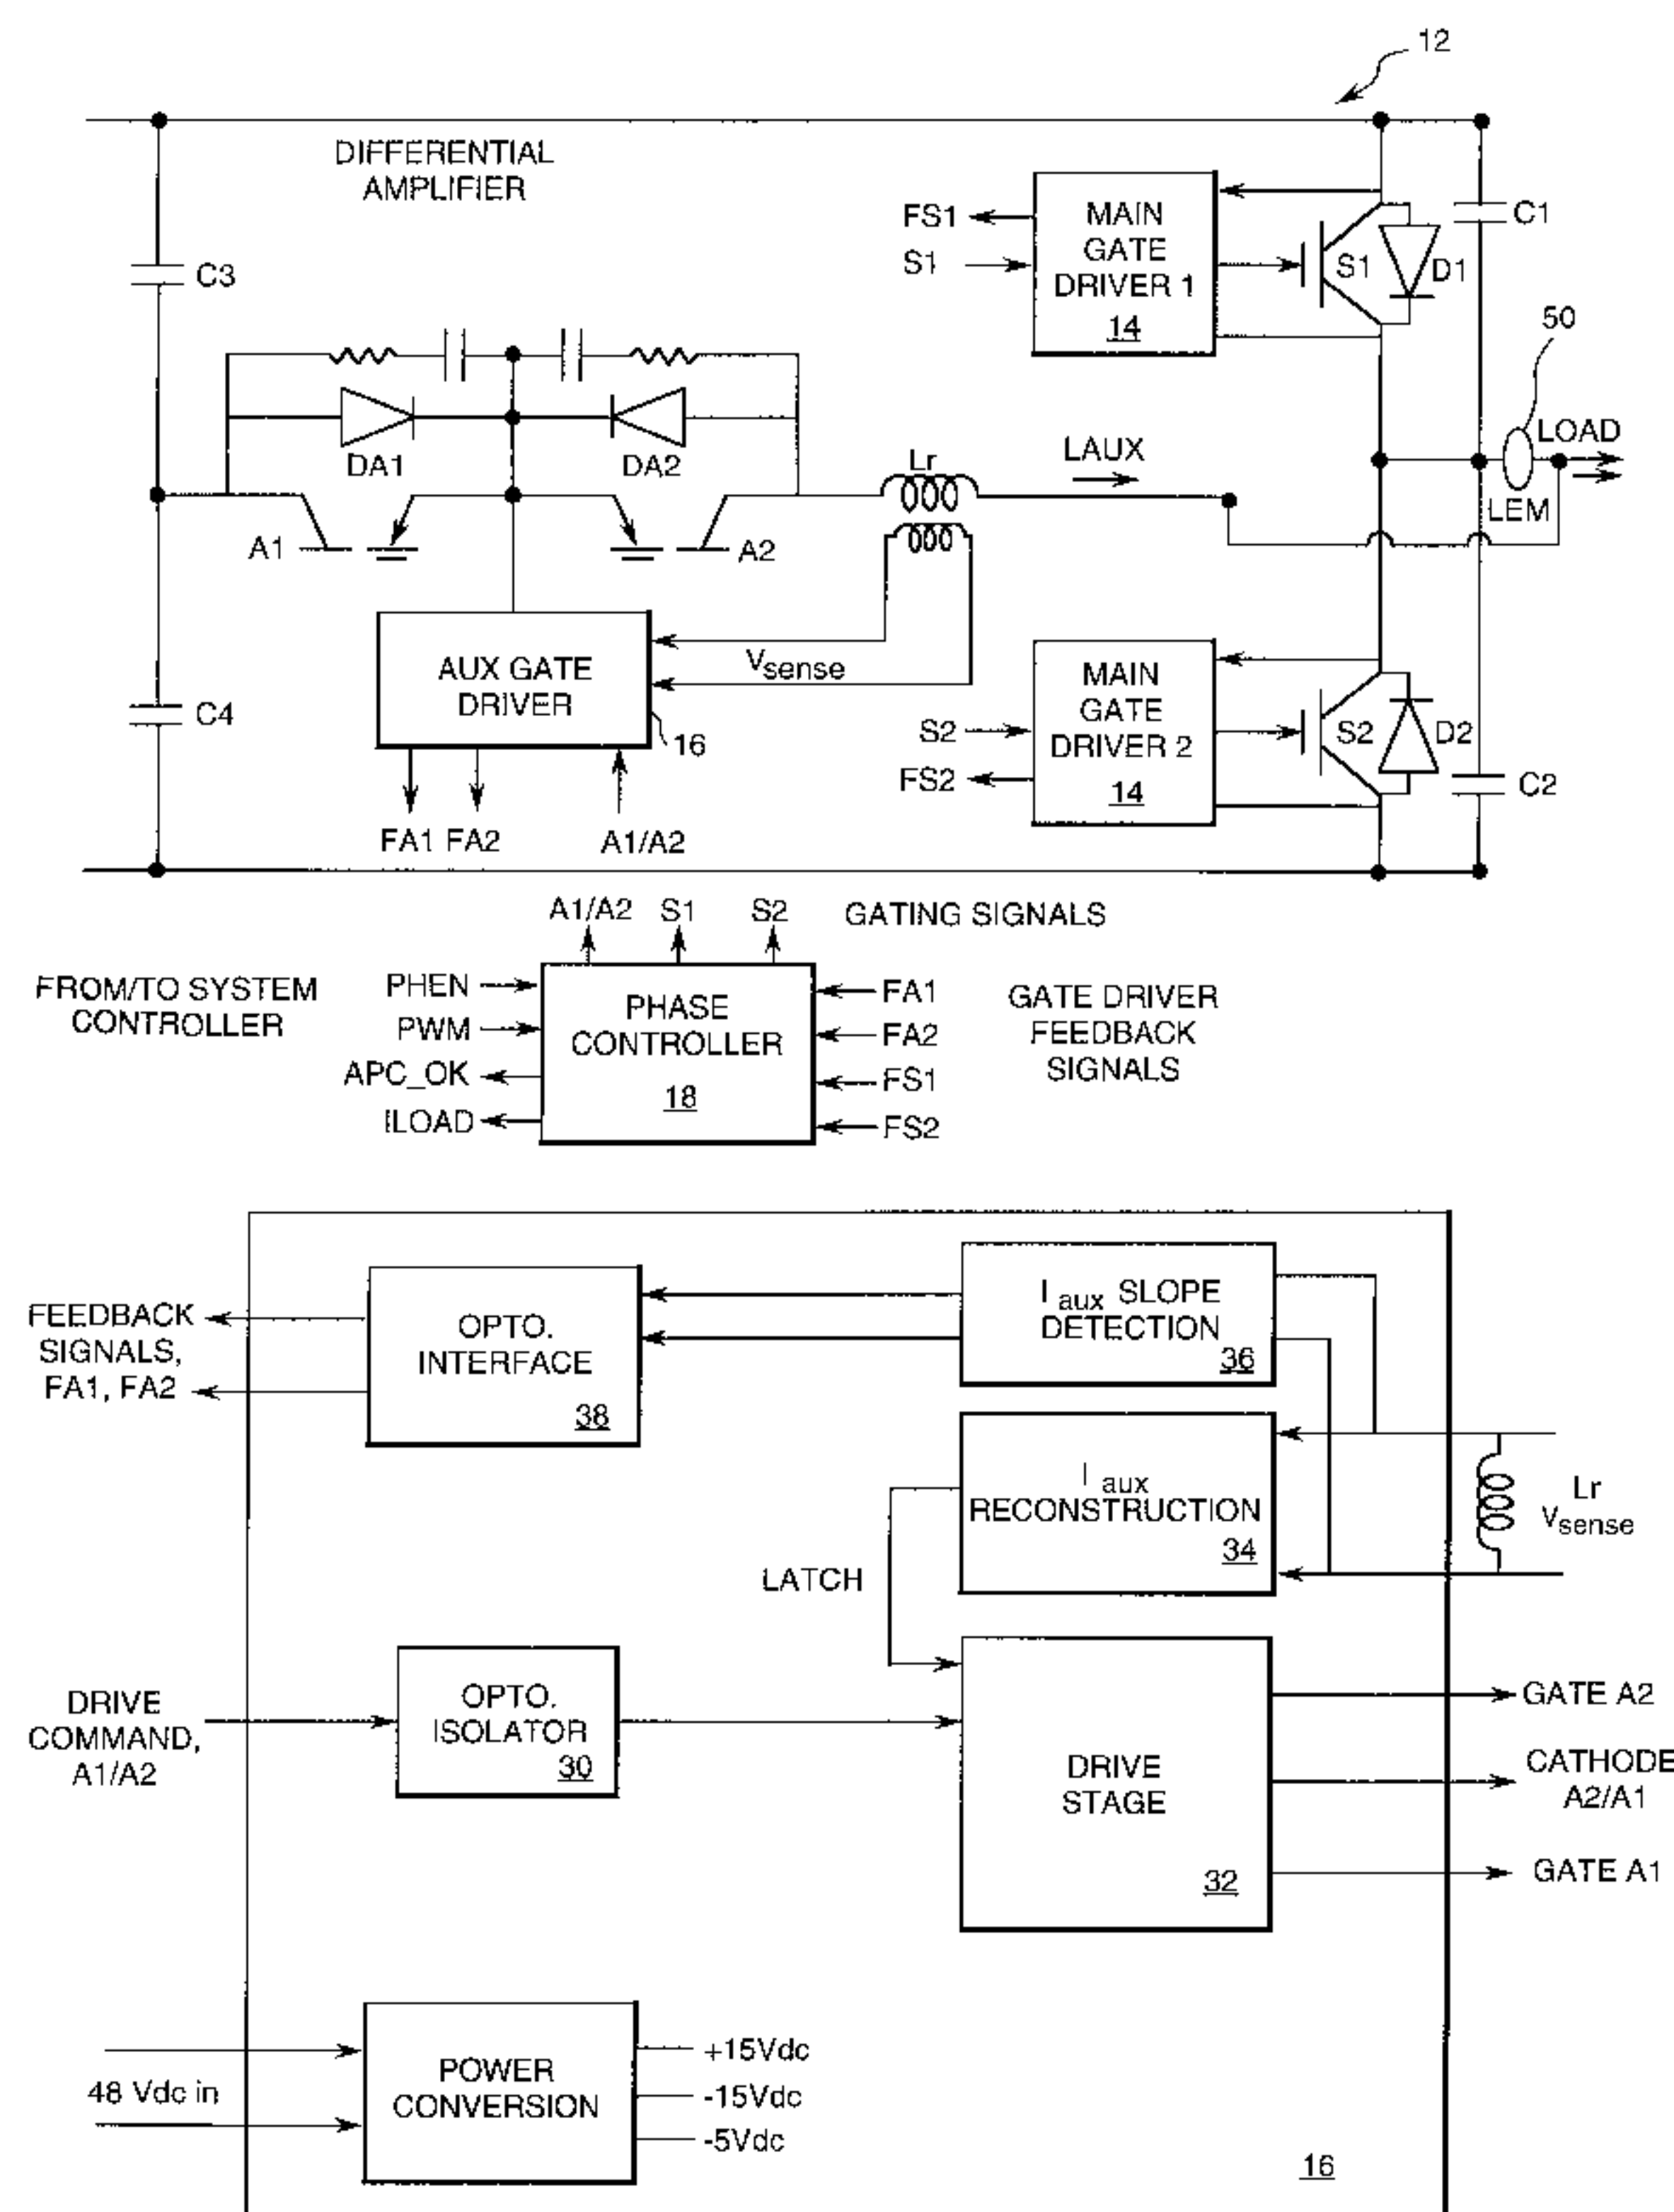 12
DIFFERENTIAL
AMPLIFIER
C3
FS1
S1
MAIN
GATE
DRIVER 1
14
S1
D1
C1
50
LOAD
LEM
DA1
DA2
Lr
LAUX
A1
A2
AUX GATE
DRIVER
16
Vsense
C4
FA1 FA2
A1/A2
S2
FS2
MAIN
GATE
DRIVER 2
14
S2
D2
C2
A1/A2 S1 S2
GATING SIGNALS
FROM/TO SYSTEM
CONTROLLER
PHEN
PWM
APC_OK
ILOAD
PHASE
CONTROLLER
18
FA1
FA2
FS1
FS2
GATE DRIVER
FEEDBACK
SIGNALS
FEEDBACK
SIGNALS,
FA1, FA2
OPTO.
INTERFACE
38
I aux SLOPE
DETECTION
36
I aux
RECONSTRUCTION
34
Lr
Vsense
LATCH
DRIVE
COMMAND,
A1/A2
OPTO.
ISOLATOR
30
DRIVE
STAGE
32
GATE A2
CATHODE
A2/A1
GATE A1
48 Vdc in
POWER
CONVERSION
+15Vdc
-15Vdc
-5Vdc
16